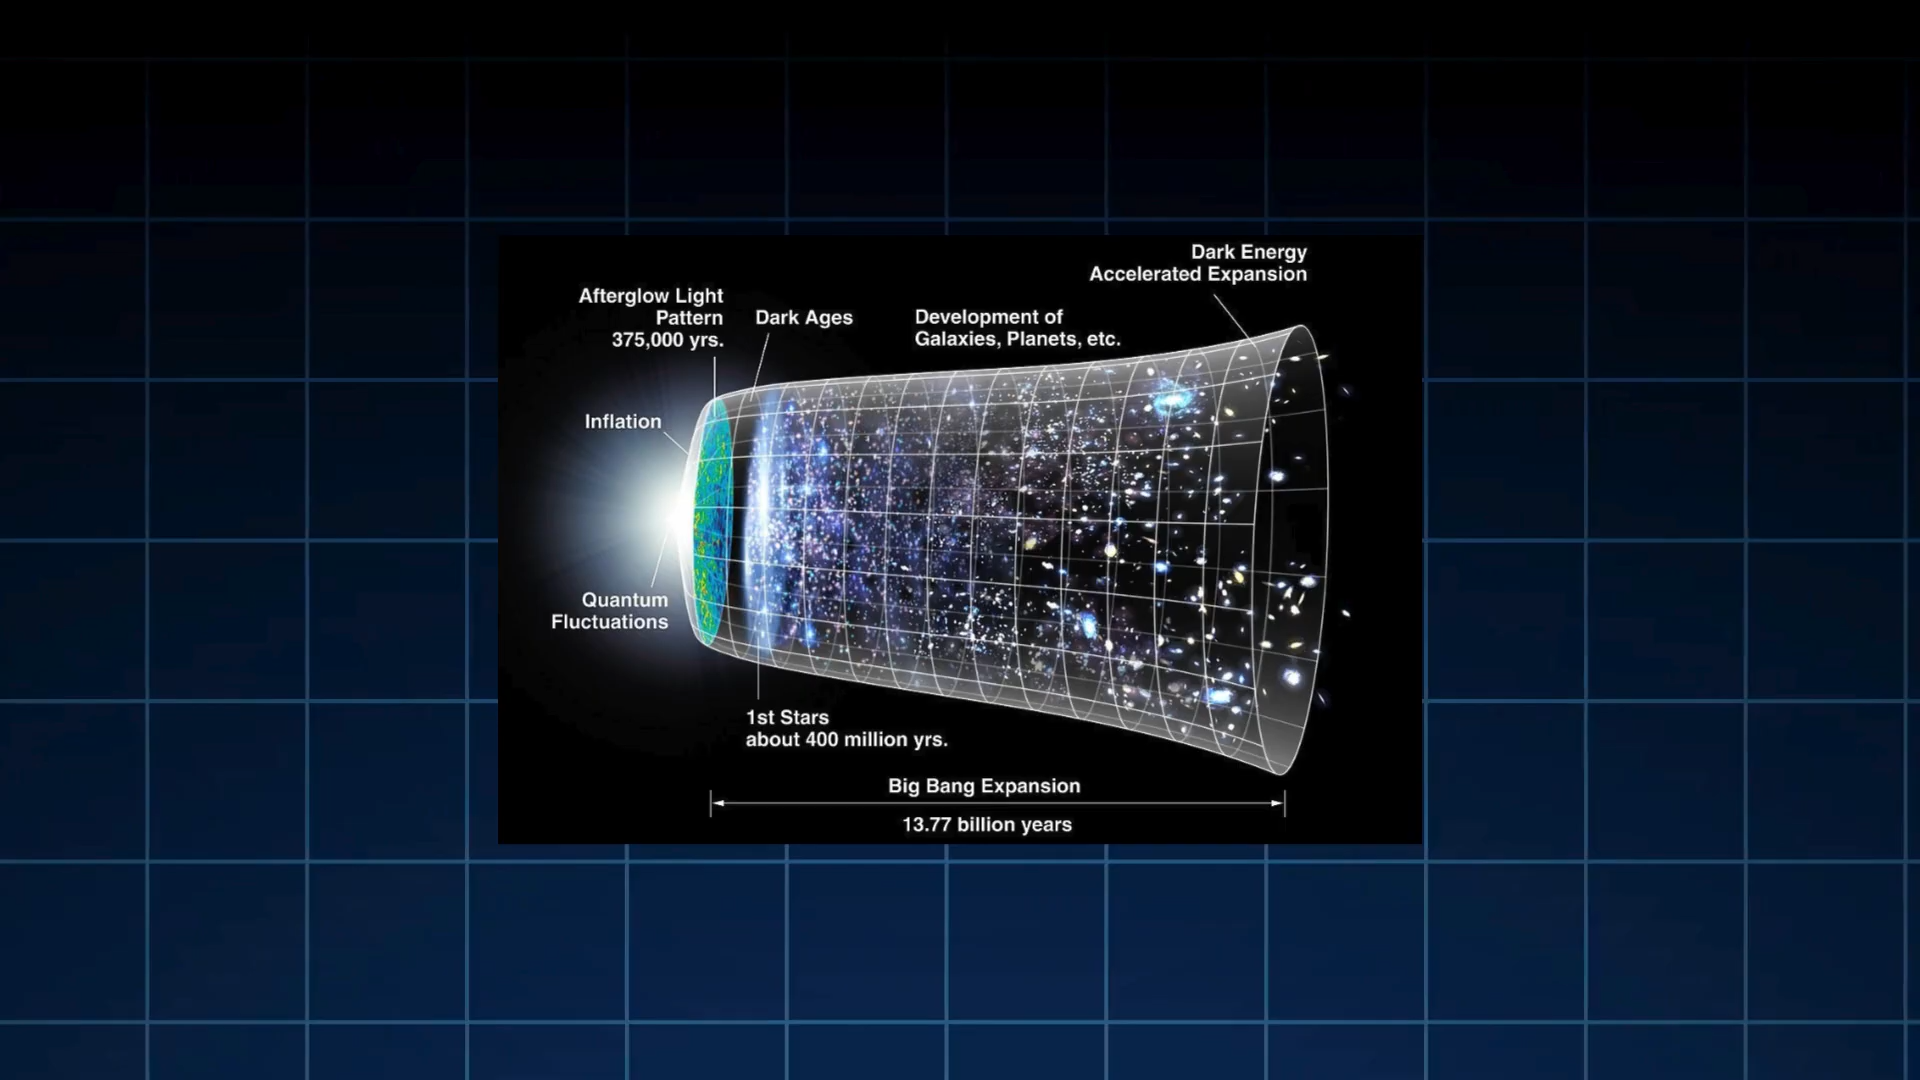 Dark Energy
Accelerated Expansion
Afterglow Light
Pattern
375,000 yrs.
Dark Ages
Development of
Galaxies, Planets, etc.
Inflation
Quantum
Fluctuations
1st Stars
about 400 million yrs.
Big Bang Expansion
13.77 billion years